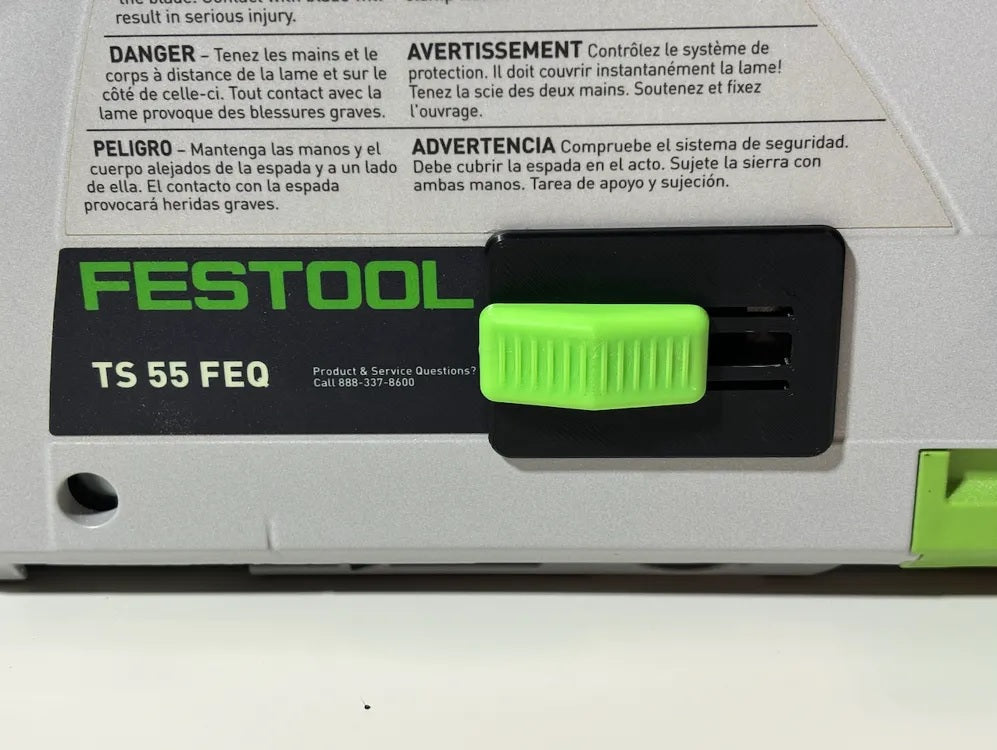 result in serious injury.
DANGER – Tenez les mains et le
corps à distance de la lame et sur le
côté de celle-ci. Tout contact avec la
lame provoque des blessures graves.
AVERTISSEMENT Contrôlez le système de
protection. Il doit couvrir instantanément la lame!
Tenez la scie des deux mains. Soutenez et fixez
l'ouvrage.
PELIGRO – Mantenga las manos y el
cuerpo alejados de la espada y a un lado
de ella. El contacto con la espada
provocará heridas graves.
ADVERTENCIA Compruebe el sistema de seguridad.
Debe cubrir la espada en el acto. Sujete la sierra con
ambas manos. Tarea de apoyo y sujeción.
FESTOOL
TS 55 FEQ
Product & Service Questions?
Call 888-337-8600